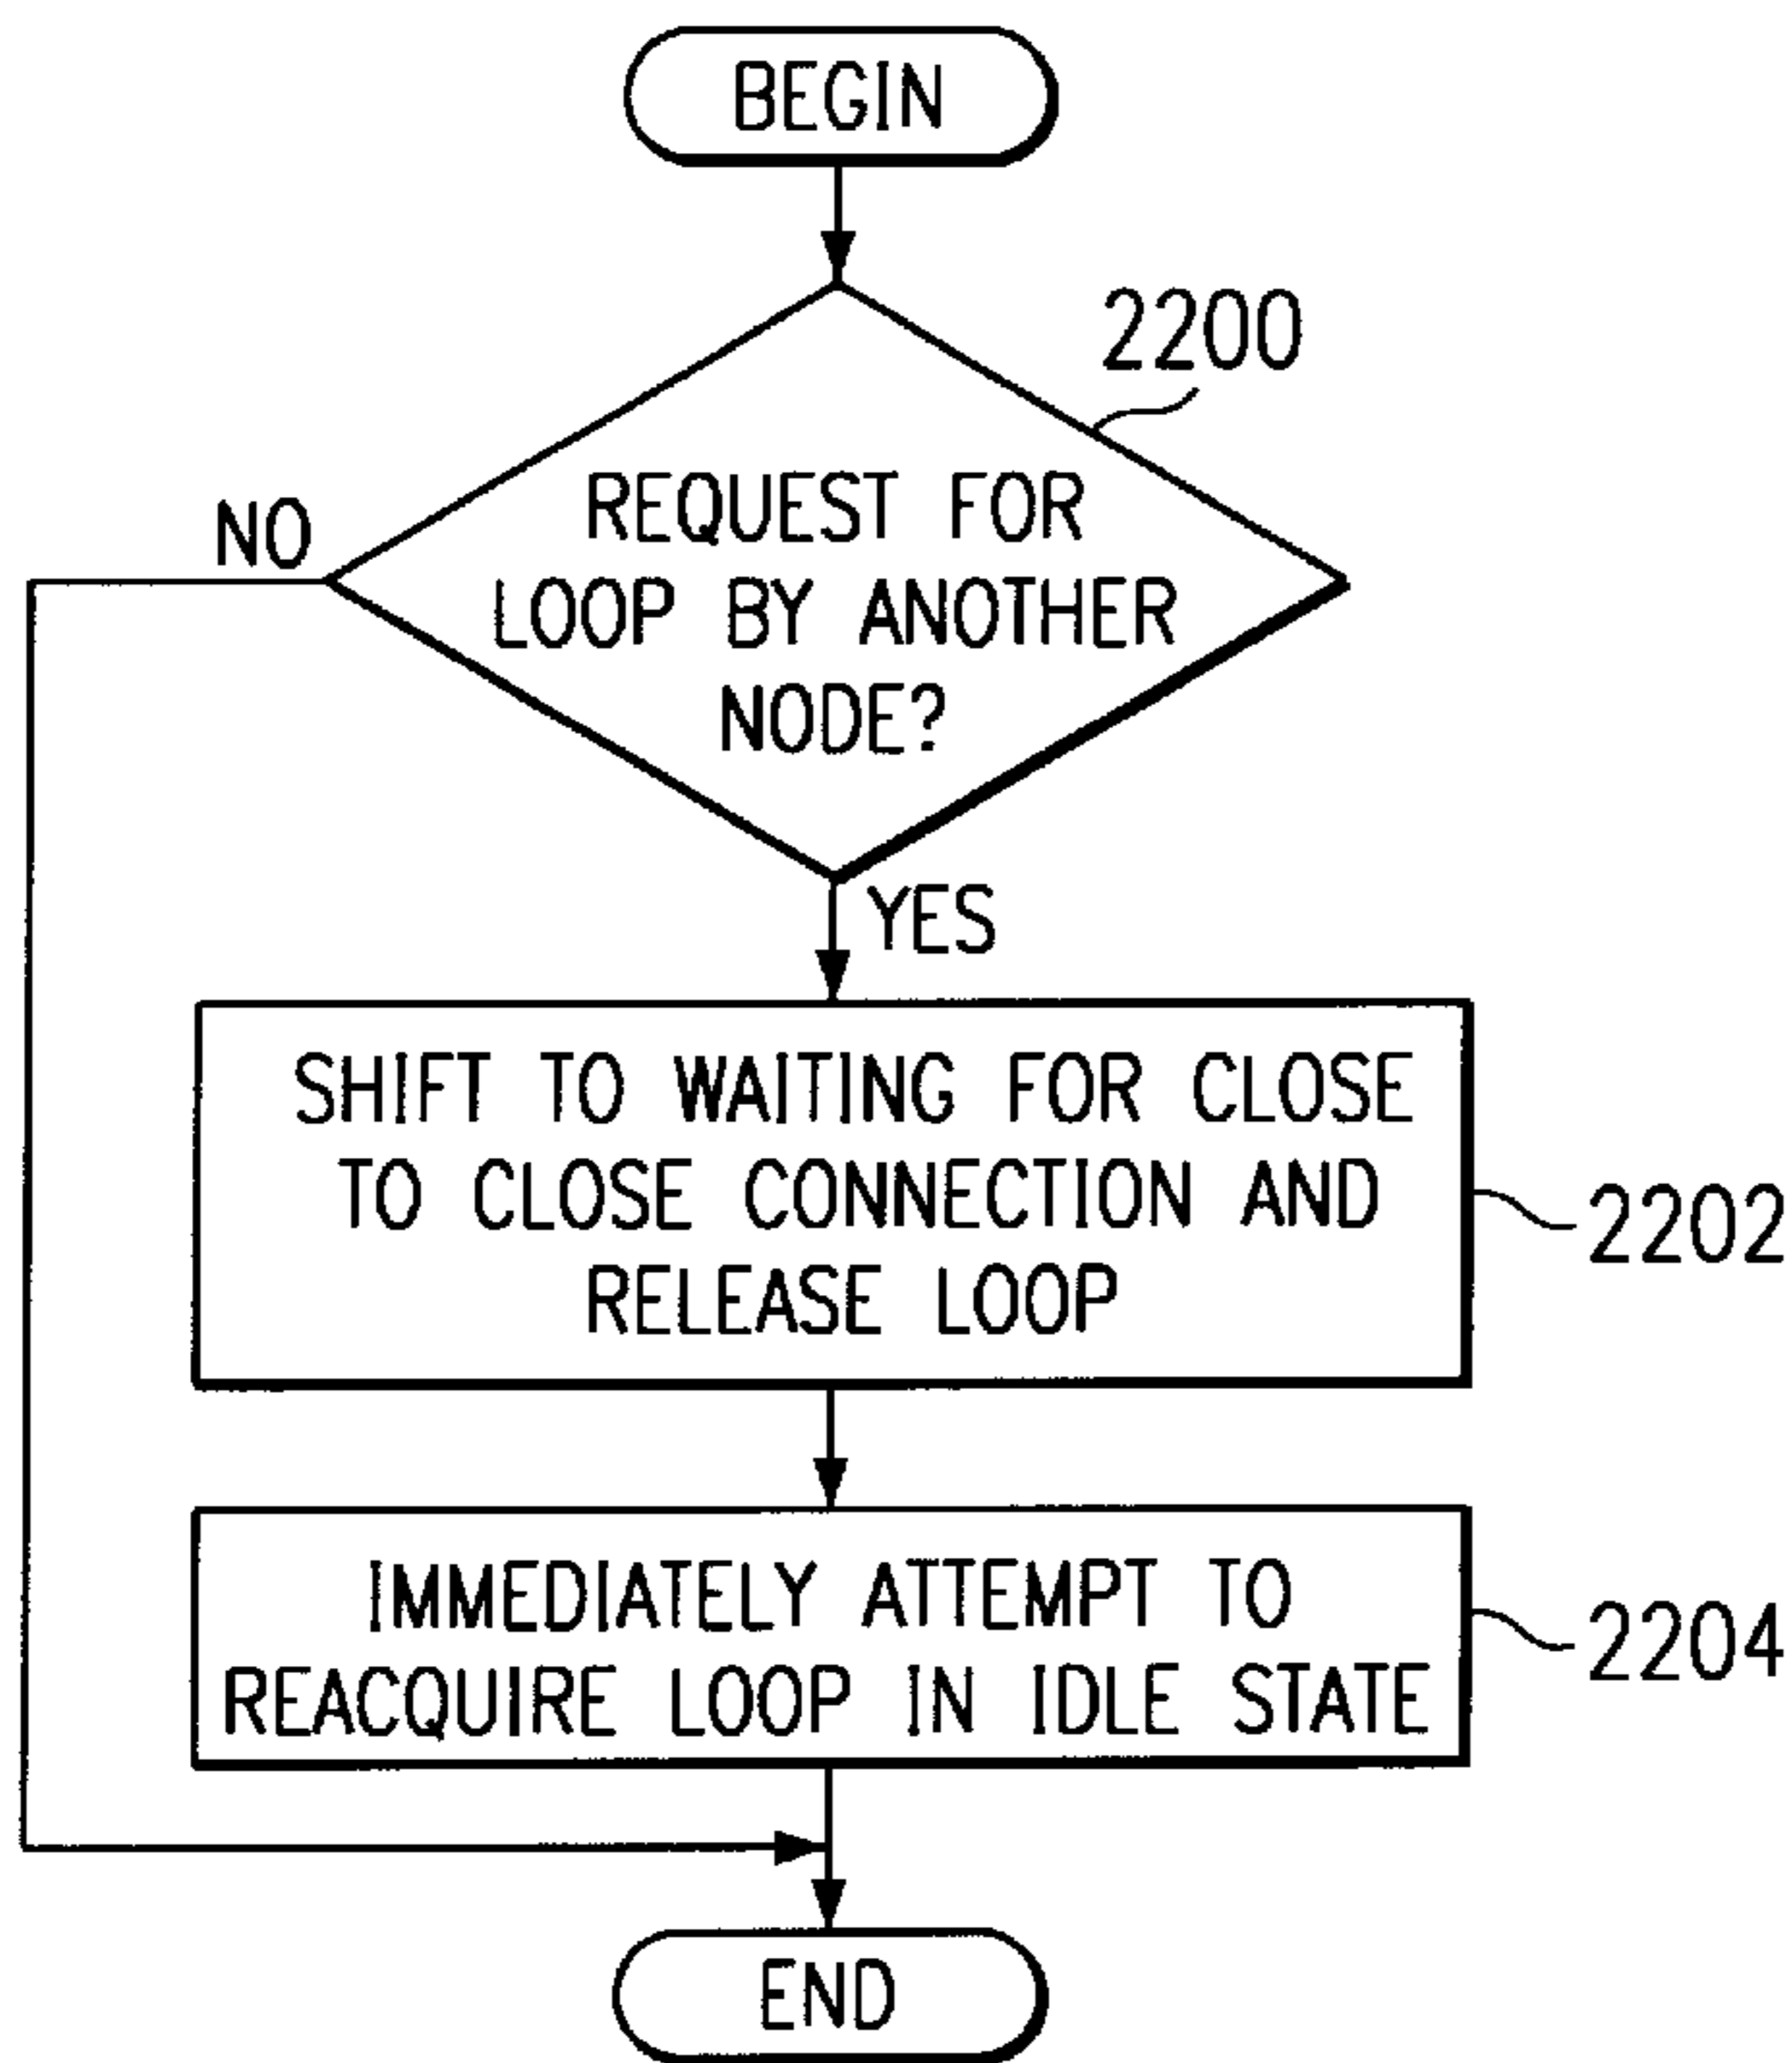 BEGIN
2200
REQUEST FOR
LOOP BY ANOTHER
NODE?
NO
YES
SHIFT TO WAITING FOR CLOSE
TO CLOSE CONNECTION AND
RELEASE LOOP
2202
IMMEDIATELY ATTEMPT TO
REACQUIRE LOOP IN IDLE STATE
2204
END